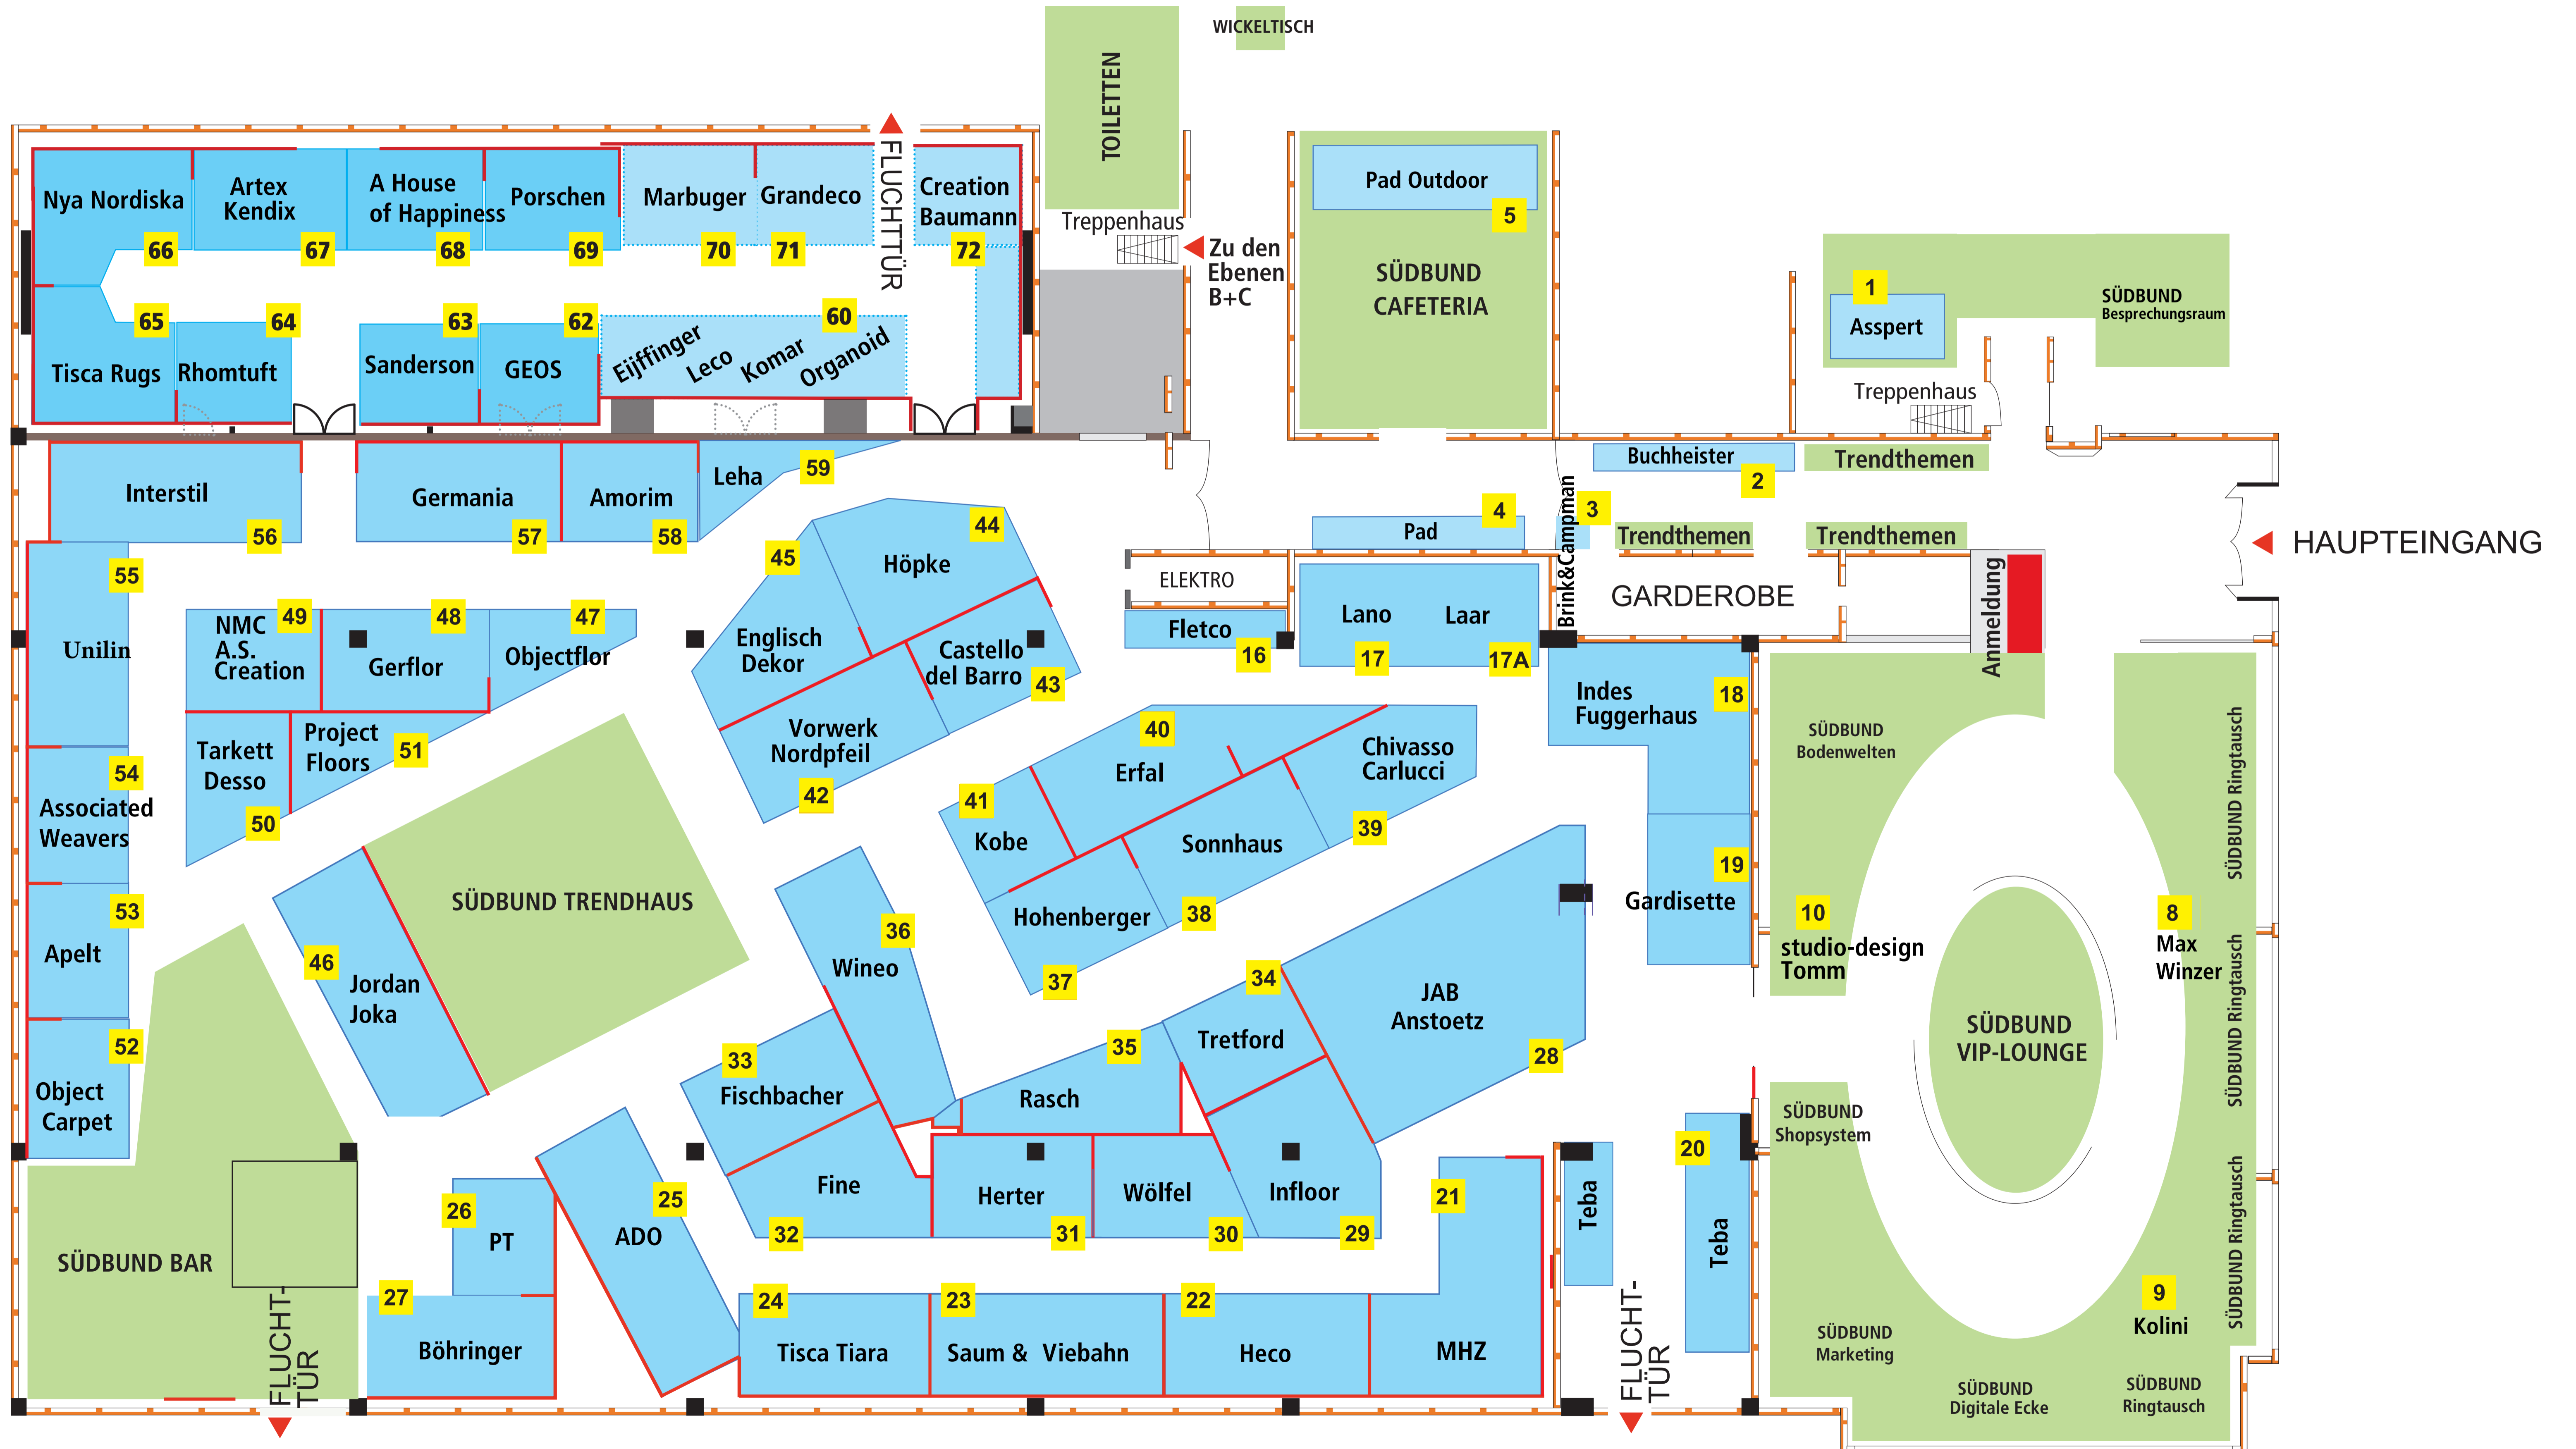 WICKELTISCH
TOILETTEN
Treppenhaus
Zu den
Ebenen
B+C
FLUCHTTÜR
Nya Nordiska
66
Artex
Kendix
67
A House
of Happiness
68
Porschen
69
Marbuger
70
Grandeco
71
Creation
Baumann
72
65
Tisca Rugs
64
Rhomtuft
63
Sanderson
62
GEOS
60
Eijffinger
Leco
Komar
Organoid
Pad Outdoor
5
SÜDBUND
CAFETERIA
1
Asspert
SÜDBUND
Besprechungsraum
Treppenhaus
Buchheister
2
Trendthemen
3
Brink&Campman
4
Pad
Trendthemen
Trendthemen
HAUPTEINGANG
GARDEROBE
Anmeldung
ELEKTRO
Fletco
16
Lano
17
Laar
17A
Interstil
56
Germania
57
Amorim
58
Leha
59
55
Unilin
54
Associated
Weavers
53
Apelt
52
Object
Carpet
NMC
A.S.
Creation
49
48
Gerflor
47
Objectflor
Tarkett
Desso
50
Project
Floors
51
45
Englisch
Dekor
44
Höpke
Castello
del Barro
43
Vorwerk
Nordpfeil
42
40
Erfal
41
Kobe
Chivasso
Carlucci
39
Sonnhaus
38
Hohenberger
37
Indes
Fuggerhaus
18
19
Gardisette
SÜDBUND
Bodenwelten
SÜDBUND Ringtausch
10
studio-design
Tomm
8
Max
Winzer
SÜDBUND Ringtausch
SÜDBUND
VIP-LOUNGE
SÜDBUND
Shopsystem
SÜDBUND Ringtausch
9
Kolini
SÜDBUND
Marketing
SÜDBUND
Digitale Ecke
SÜDBUND
Ringtausch
SÜDBUND TRENDHAUS
46
Jordan
Joka
36
Wineo
33
Fischbacher
35
Rasch
34
Tretford
JAB
Anstoetz
28
Fine
32
Herter
31
Wölfel
30
Infloor
29
21
MHZ
Teba
20
Teba
FLUCHT-
TÜR
SÜDBUND BAR
FLUCHT-
TÜR
26
PT
27
Böhringer
25
ADO
24
Tisca Tiara
23
Saum & Viebahn
22
Heco